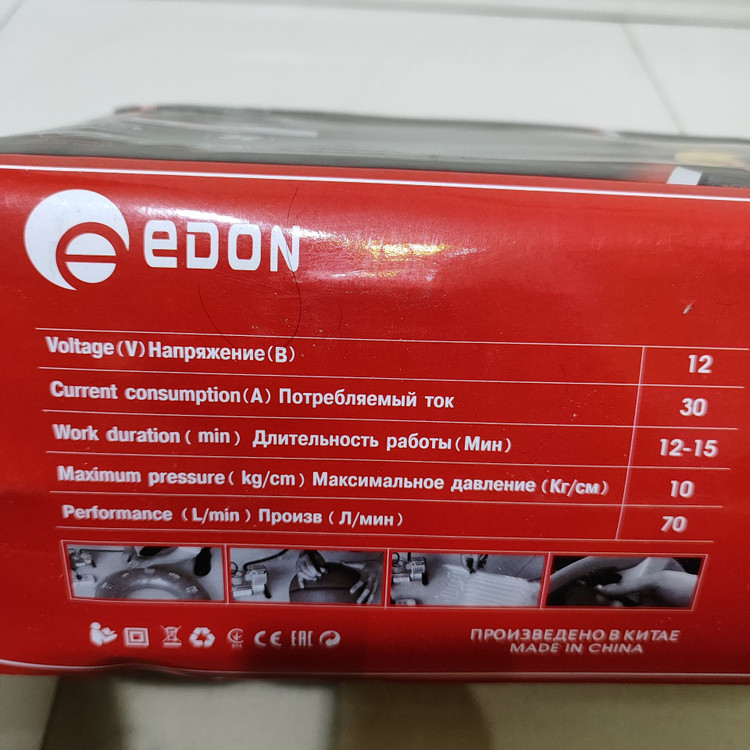 eDON
Voltage(V) Напряжение(В) 12
Current consumption(A) Потребляемый ток 30
Work duration ( min ) Длительность работы(Мин) 12-15
Maximum pressure( kg/cm) Максимальное давление (Кг/см) 10
Performance (L/min) Произв (Л/мин) 70
CE EAC
ПРОИЗВЕДЕНО В КИТАЕ
MADE IN CHINA